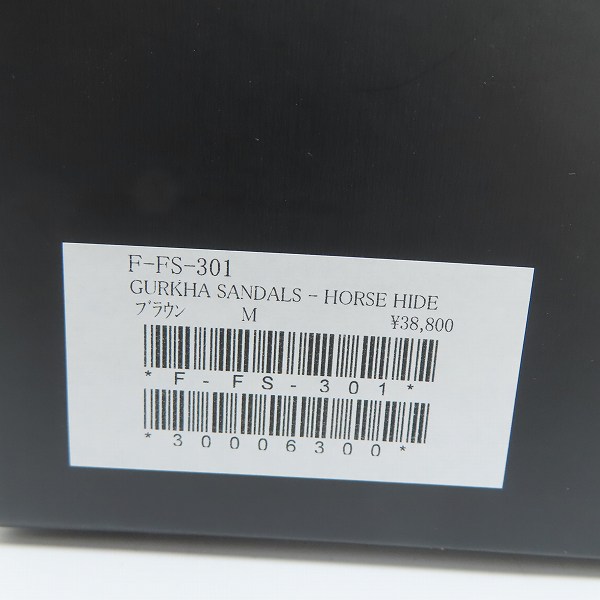 F-FS-301
GURKHA SANDALS - HORSE HIDE
ブラウン M ¥38,800
*F-FS-301*
*30006300*